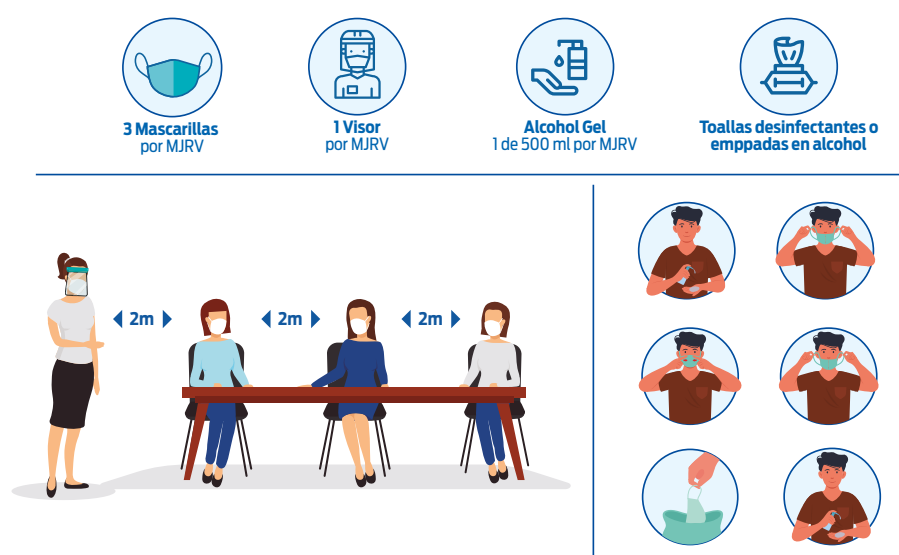 3 Mascarillas
por MJRV
1 Visor
por MJRV
Alcohol Gel
1 de 500 ml por MJRV
Toallas desinfectantes o
emppadas en alcohol
2m
2m
2m